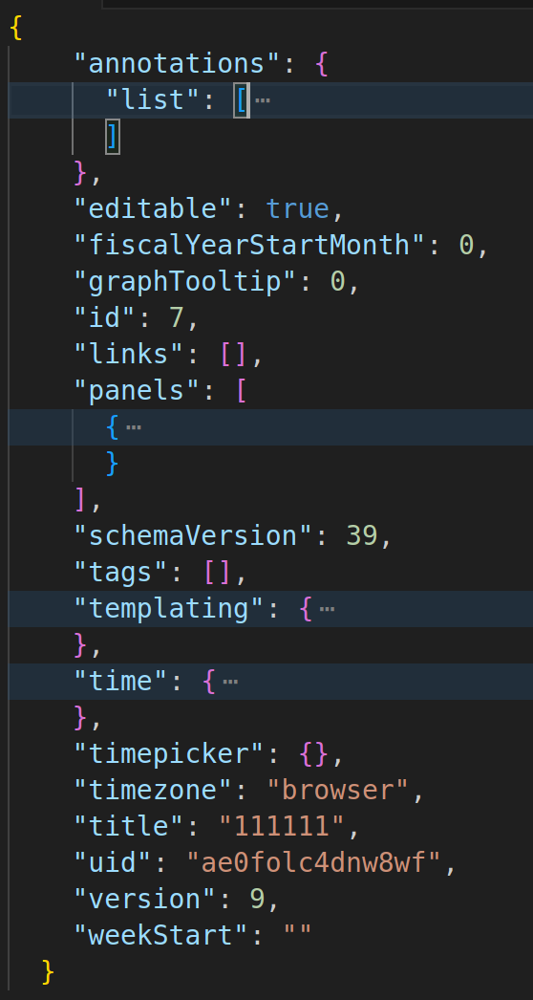 {
"annotations": {
"list": [⋯
]
},
"editable": true,
"fiscalYearStartMonth": 0,
"graphTooltip": 0,
"id": 7,
"links": [],
"panels": [
{⋯
}
],
"schemaVersion": 39,
"tags": [],
"templating": {⋯
},
"time": {⋯
},
"timepicker": {},
"timezone": "browser",
"title": "111111",
"uid": "ae0folc4dnw8wf",
"version": 9,
"weekStart": ""
}